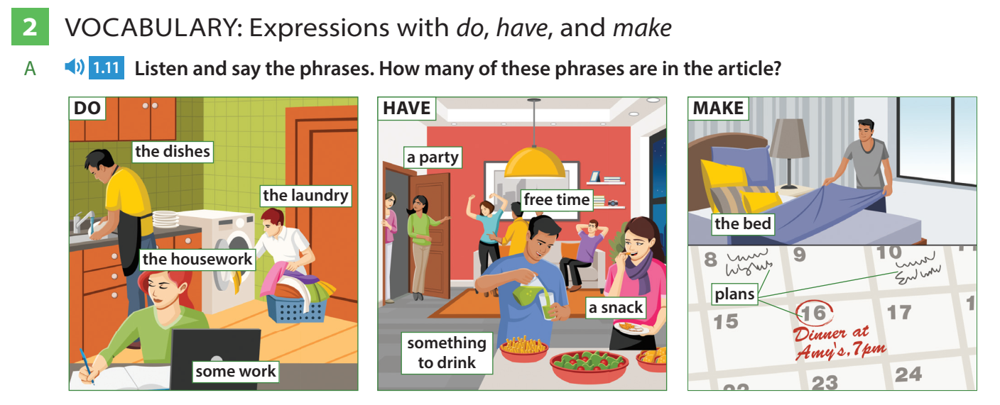 2 VOCABULARY: Expressions with do, have, and make
A 1.11 Listen and say the phrases. How many of these phrases are in the article?
DO
the dishes
the laundry
the housework
some work
HAVE
a party
free time
a snack
something
to drink
MAKE
the bed
8 9 10
plans
15 16 17
Dinner at
Amy's, 7pm
23 24